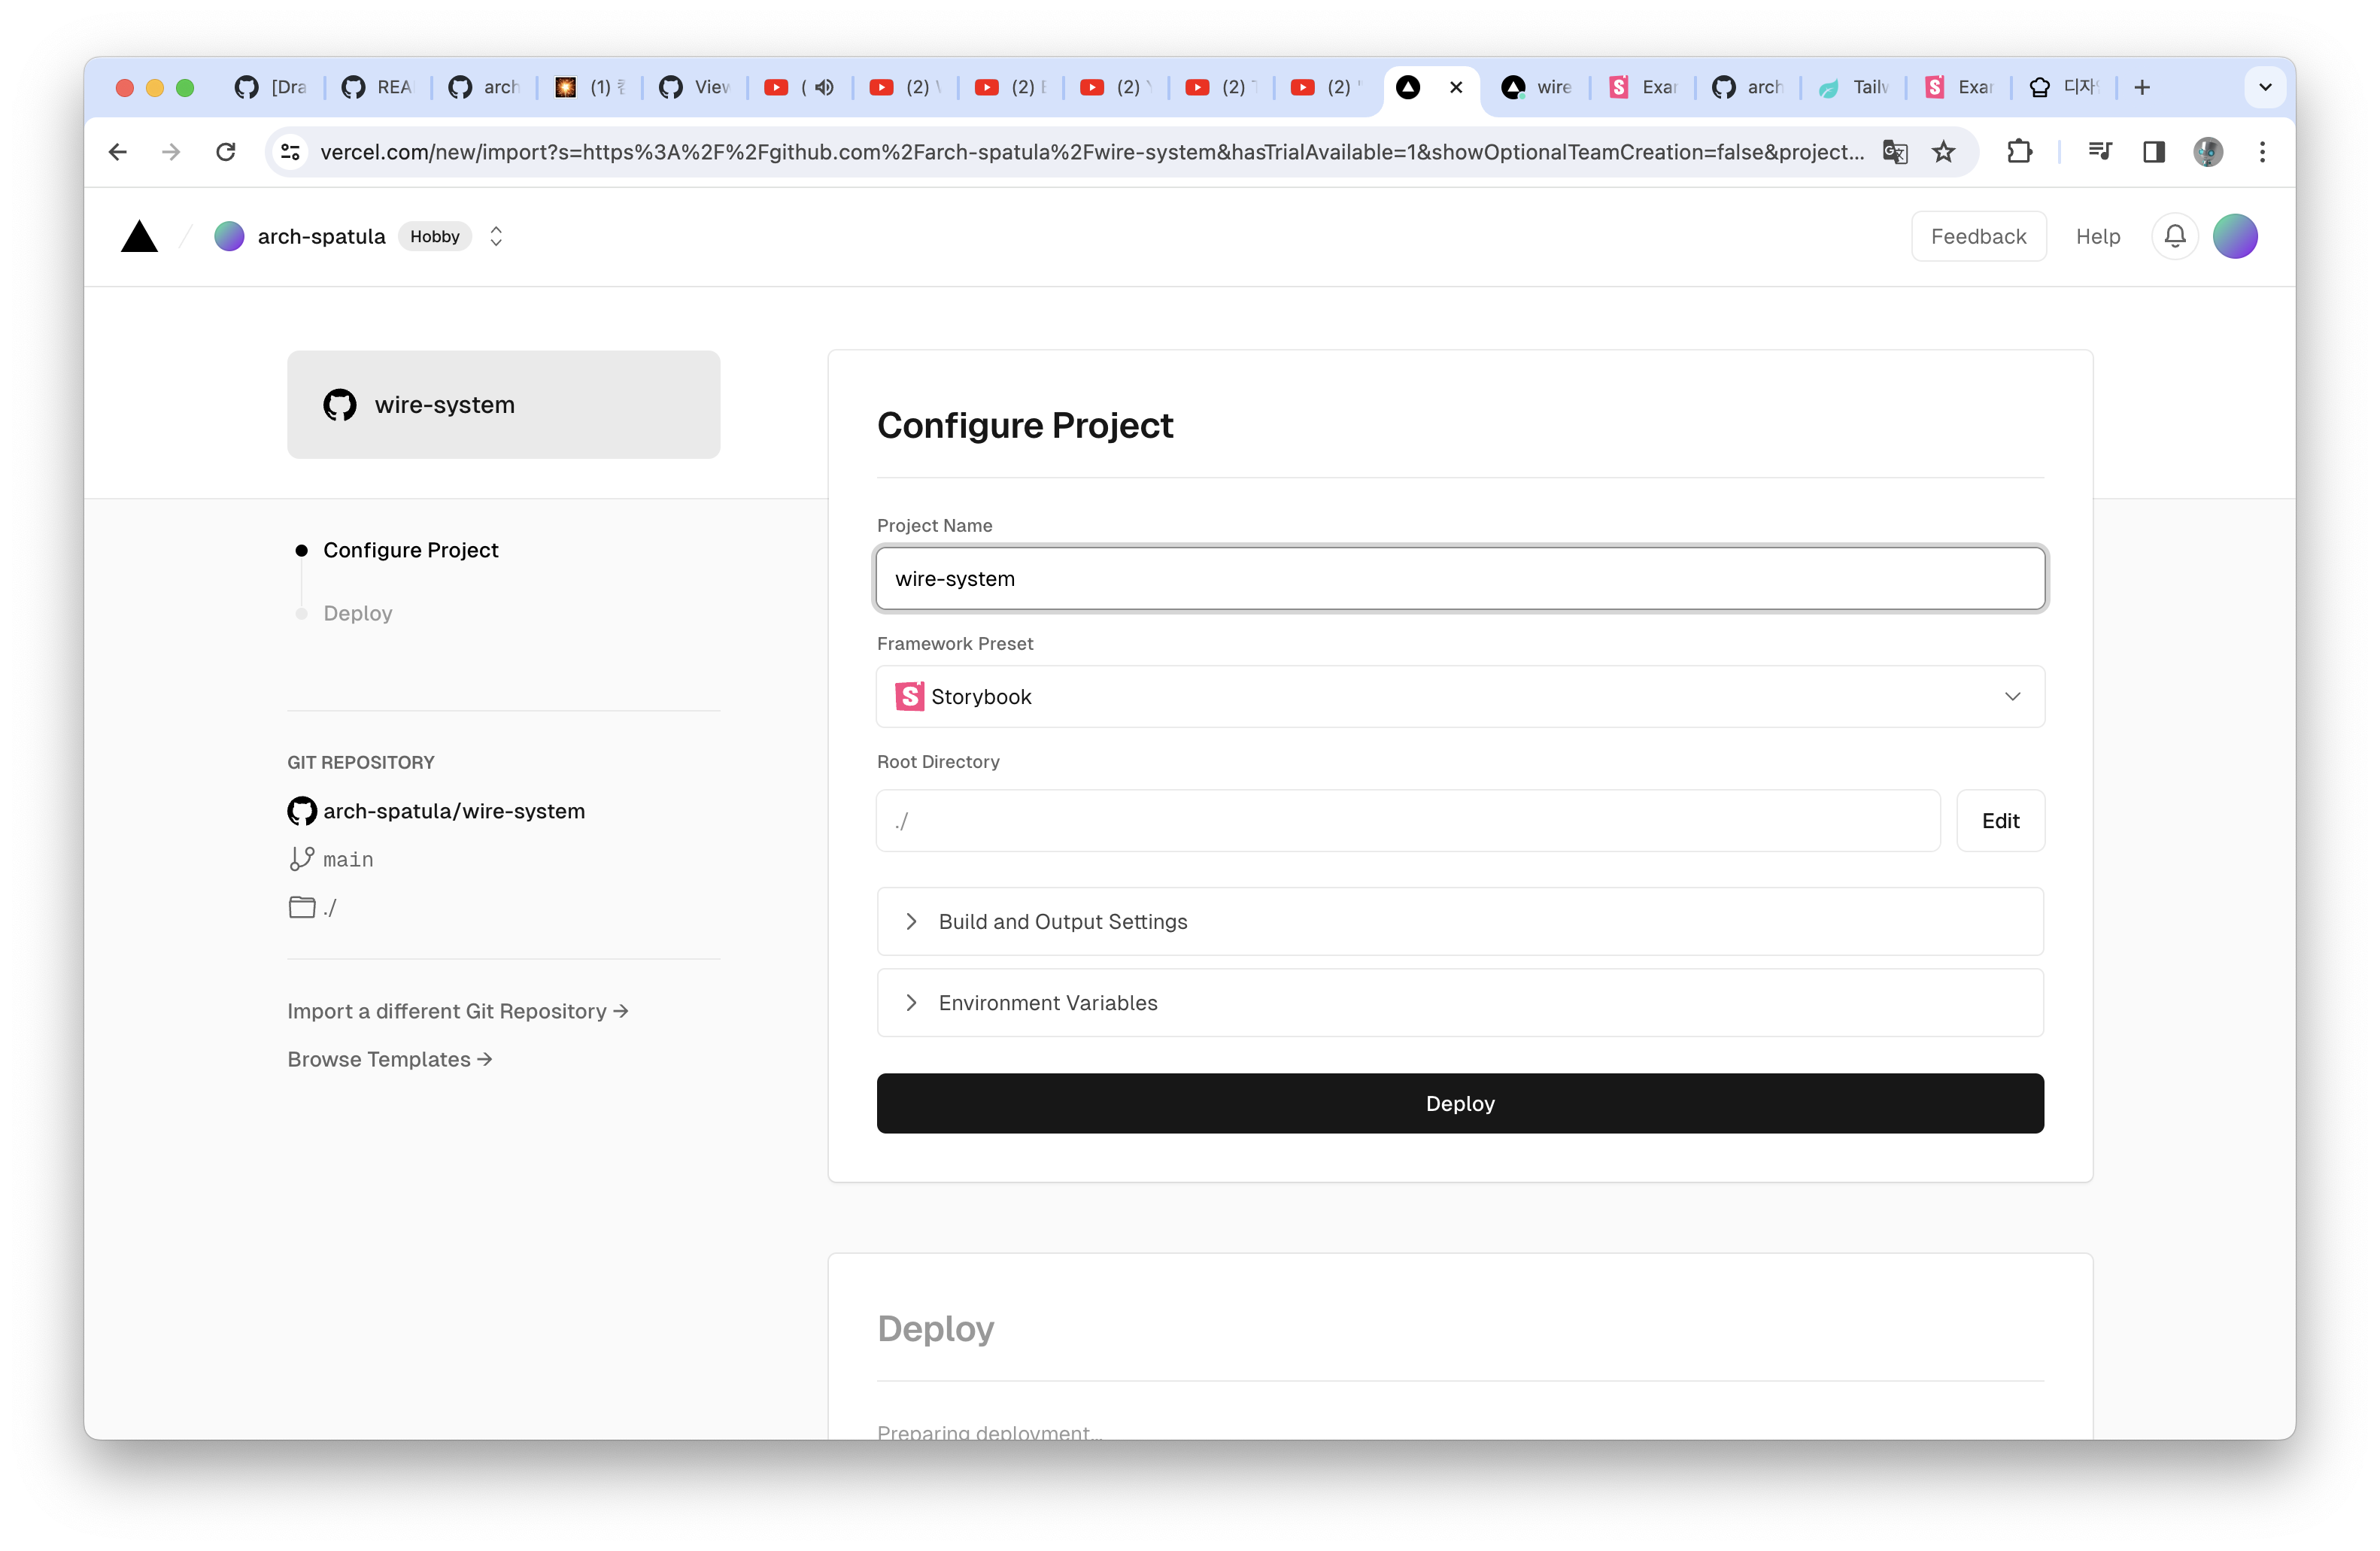 [Dra
REA
arch
(1)
View
(
(2)
(2)
(2)
(2)
(2)
wire
Exar
arch
Tailw
Exar
디자
vercel.com/new/import?s=https%3A%2F%2Fgithub.com%2Farch-spatula%2Fwire-system&hasTrialAvailable=1&showOptionalTeamCreation=false&project...
arch-spatula Hobby
Feedback
Help
wire-system
Configure Project
Deploy
GIT REPOSITORY
arch-spatula/wire-system
main
./
Import a different Git Repository →
Browse Templates →
Configure Project
Project Name
wire-system
Framework Preset
Storybook
Root Directory
./
Edit
Build and Output Settings
Environment Variables
Deploy
Deploy
Preparing deployment...